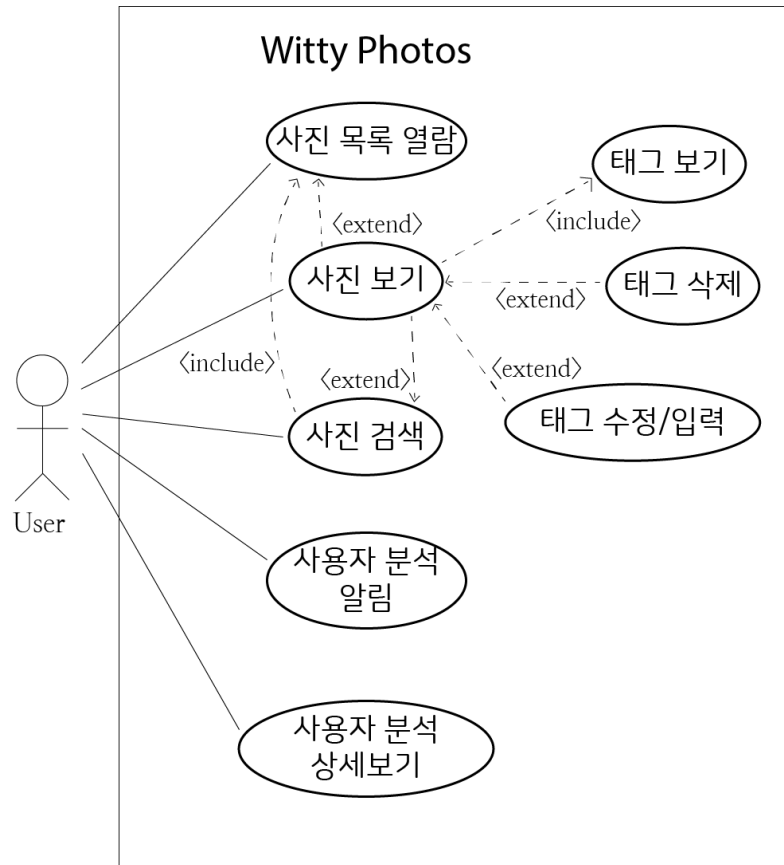 Witty Photos
사진 목록 열람
태그 보기
〈extend〉
〈include〉
사진 보기
태그 삭제
〈extend〉
〈include〉
〈extend〉
〈extend〉
사진 검색
태그 수정/입력
User
사용자 분석
알림
사용자 분석
상세보기